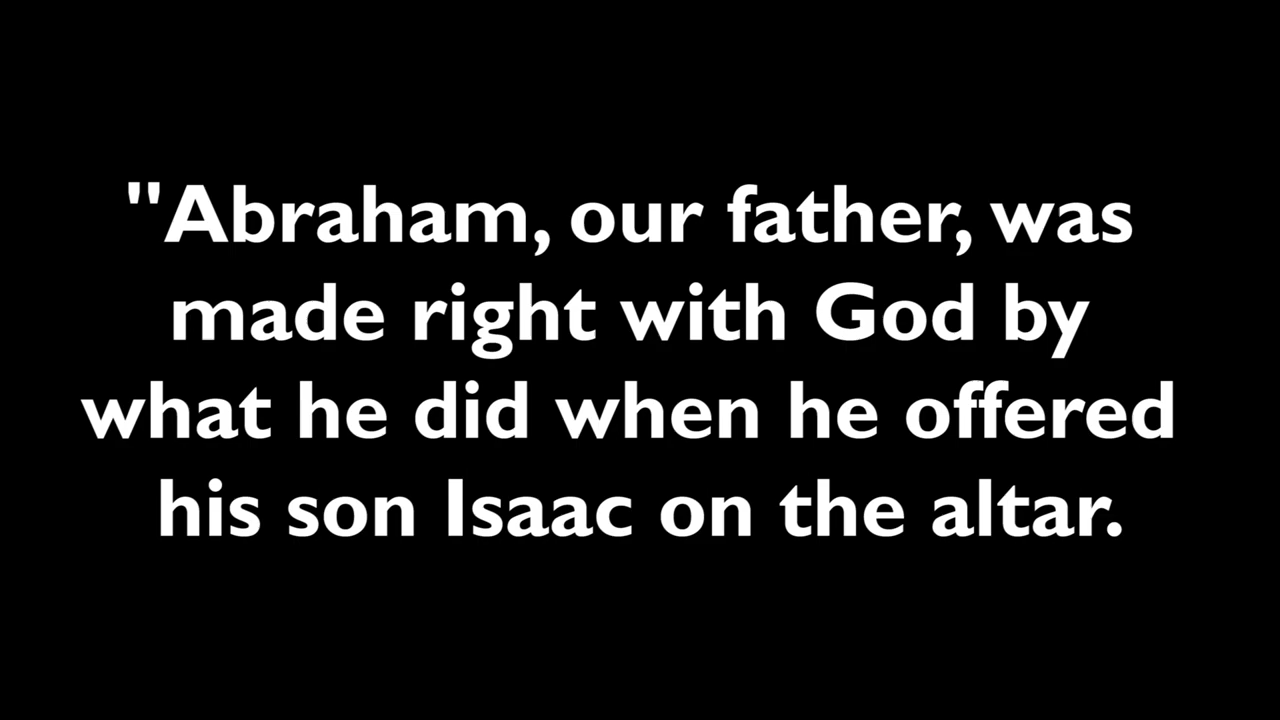 "Abraham, our father, was
made right with God by
what he did when he offered
his son Isaac on the altar.